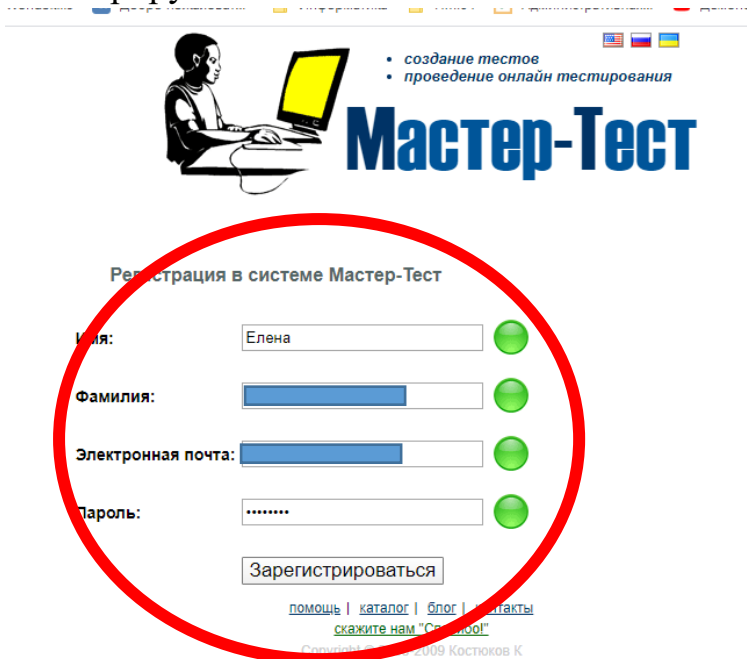 • создание тестов
• проведение онлайн тестирования
Мастер-Тест
Регистрация в системе Мастер-Тест
Имя:
Елена
Фамилия:
Электронная почта:
Пароль:
••••••••
Зарегистрироваться
помощь | каталог | блог | контакты
скажите нам "Спасибо!"
Copyright © 2009 Костюков К